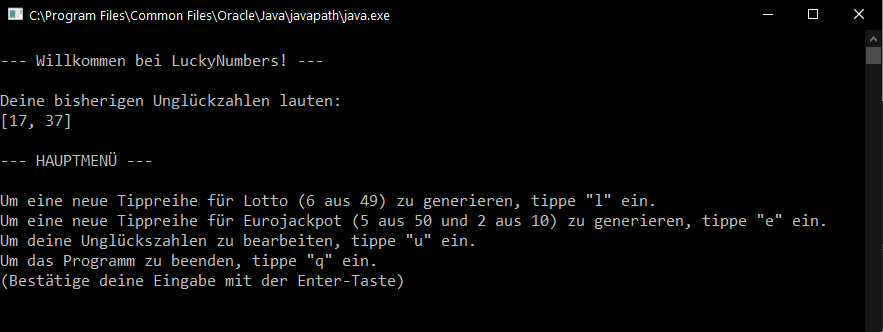 C:\Program Files\Common Files\Oracle\Java\javapath\java.exe
--- Willkommen bei LuckyNumbers! ---
Deine bisherigen Unglückzahlen lauten:
[17, 37]
--- HAUPTMENÜ ---
Um eine neue Tippreihe für Lotto (6 aus 49) zu generieren, tippe "l" ein.
Um eine neue Tippreihe für Eurojackpot (5 aus 50 und 2 aus 10) zu generieren, tippe "e" ein.
Um deine Unglückszahlen zu bearbeiten, tippe "u" ein.
Um das Programm zu beenden, tippe "q" ein.
(Bestätige deine Eingabe mit der Enter-Taste)